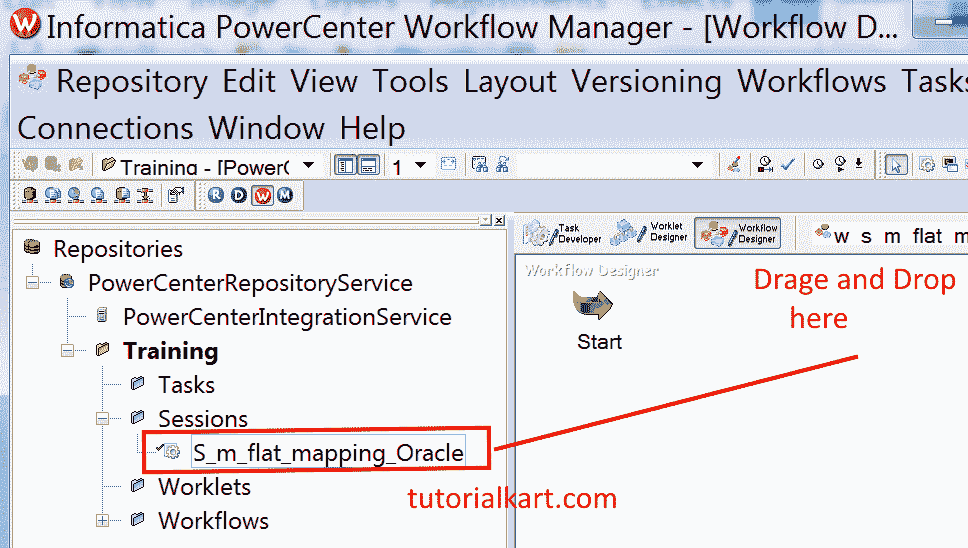 Informatica PowerCenter Workflow Manager - [Workflow D...
Repository Edit View Tools Layout Versioning Workflows Tasks
Connections Window Help
Training - [PowerC
1
R D W M
Task Developer
Worklet Designer
Workflow Designer
w s m flat m
Repositories
PowerCenterRepositoryService
PowerCenterIntegrationService
Training
Tasks
Sessions
S_m_flat_mapping_Oracle
Worklets
Workflows
Workflow Designer
Start
Drage and Drop
here
tutorialkart.com